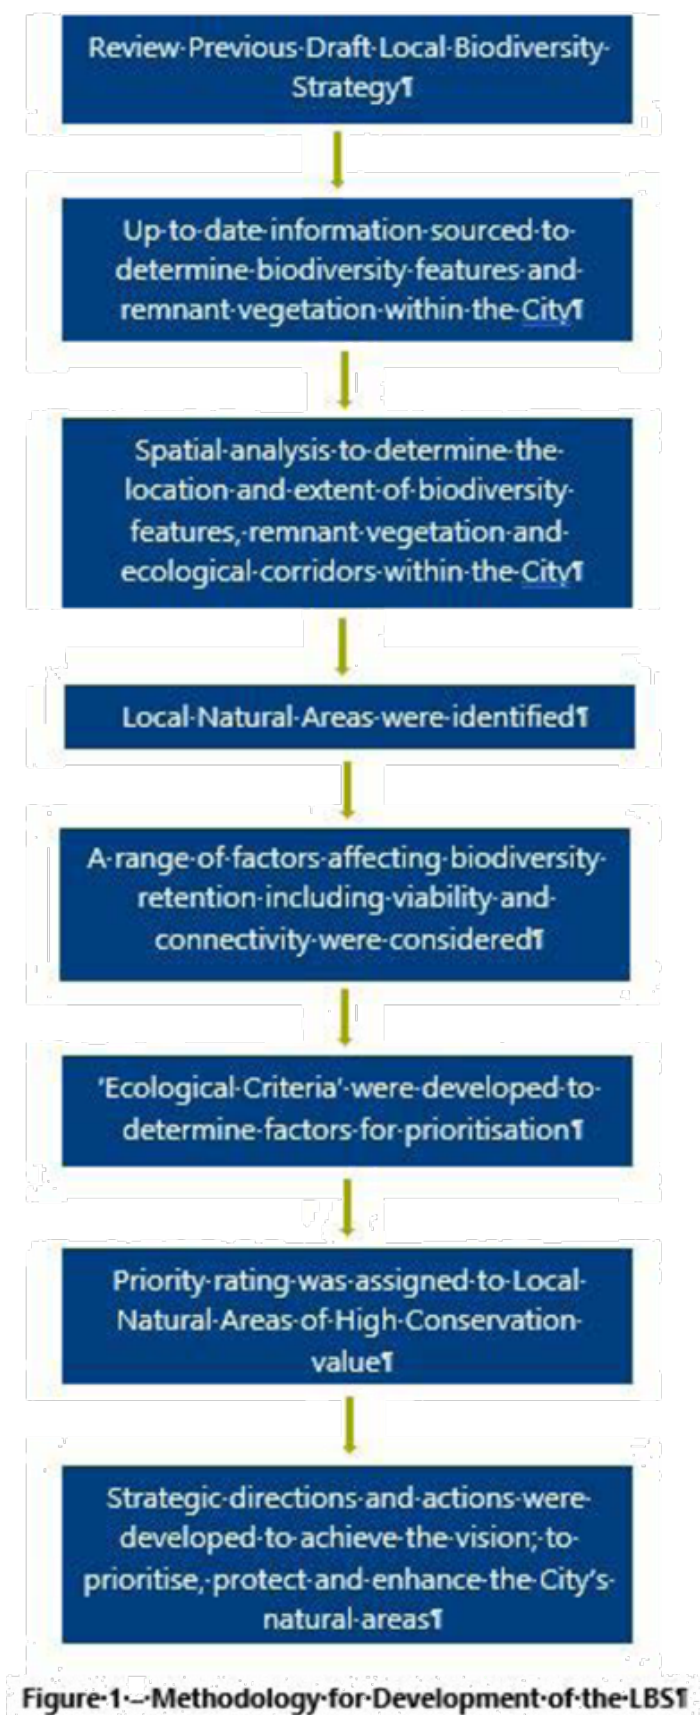 Review·Previous·Draft·Local·Biodiversity·
Strategy¶
Up·to·date·information·sourced·to·
determine·biodiversity·features·and·
remnant·vegetation·within·the·City¶
Spatial·analysis·to·determine·the·
location·and·extent·of·biodiversity·
features,·remnant·vegetation·and·
ecological·corridors·within·the·City¶
Local·Natural·Areas·were·identified¶
A·range·of·factors·affecting·biodiversity·
retention·including·viability·and·
connectivity·were·considered¶
'Ecological·Criteria'·were·developed·to·
determine·factors·for·prioritisation¶
Priority·rating·was·assigned·to·Local·
Natural·Areas·of·High·Conservation·
value¶
Strategic·directions·and·actions·were·
developed·to·achieve·the·vision;·to·
prioritise,·protect·and·enhance·the·City's·
natural·areas¶
Figure·1·–·Methodology·for·Development·of·the·LBS¶